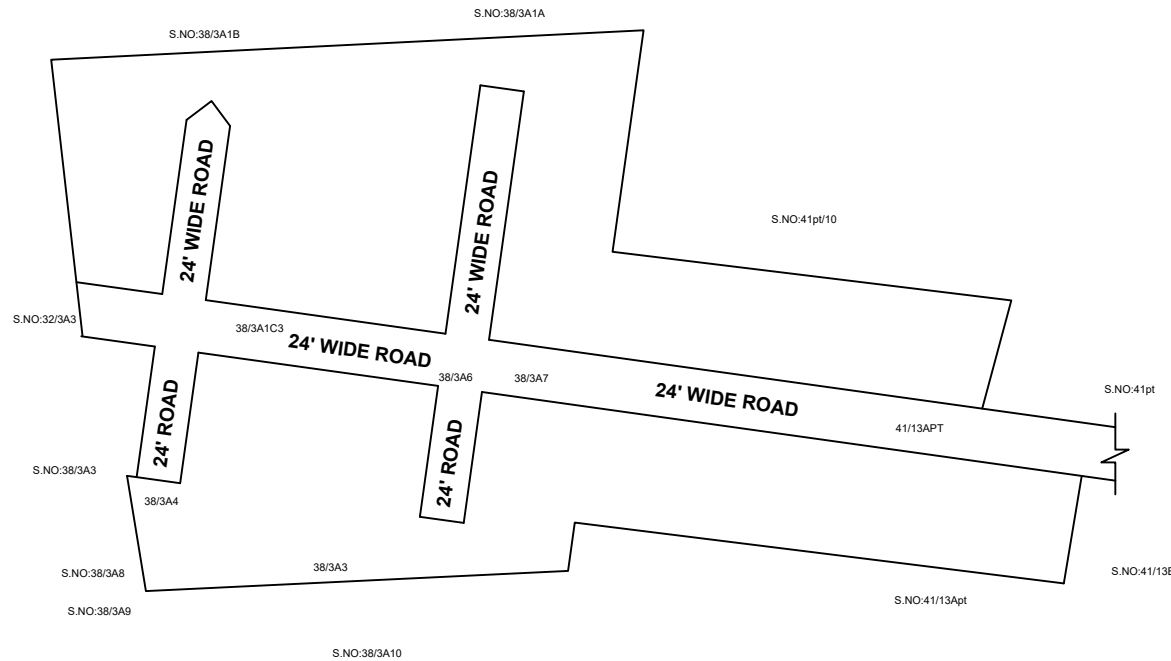 S.NO:38/3A1A
S.NO:38/3A1B
24' WIDE ROAD
24' WIDE ROAD
S.NO:41pt/10
S.NO:32/3A3
38/3A1C3
24' WIDE ROAD
38/3A6
38/3A7
24' WIDE ROAD
S.NO:41pt
41/13APT
24' ROAD
24' ROAD
S.NO:38/3A3
38/3A4
S.NO:38/3A8
38/3A3
S.NO:41/13B
S.NO:41/13Apt
S.NO:38/3A9
S.NO:38/3A10